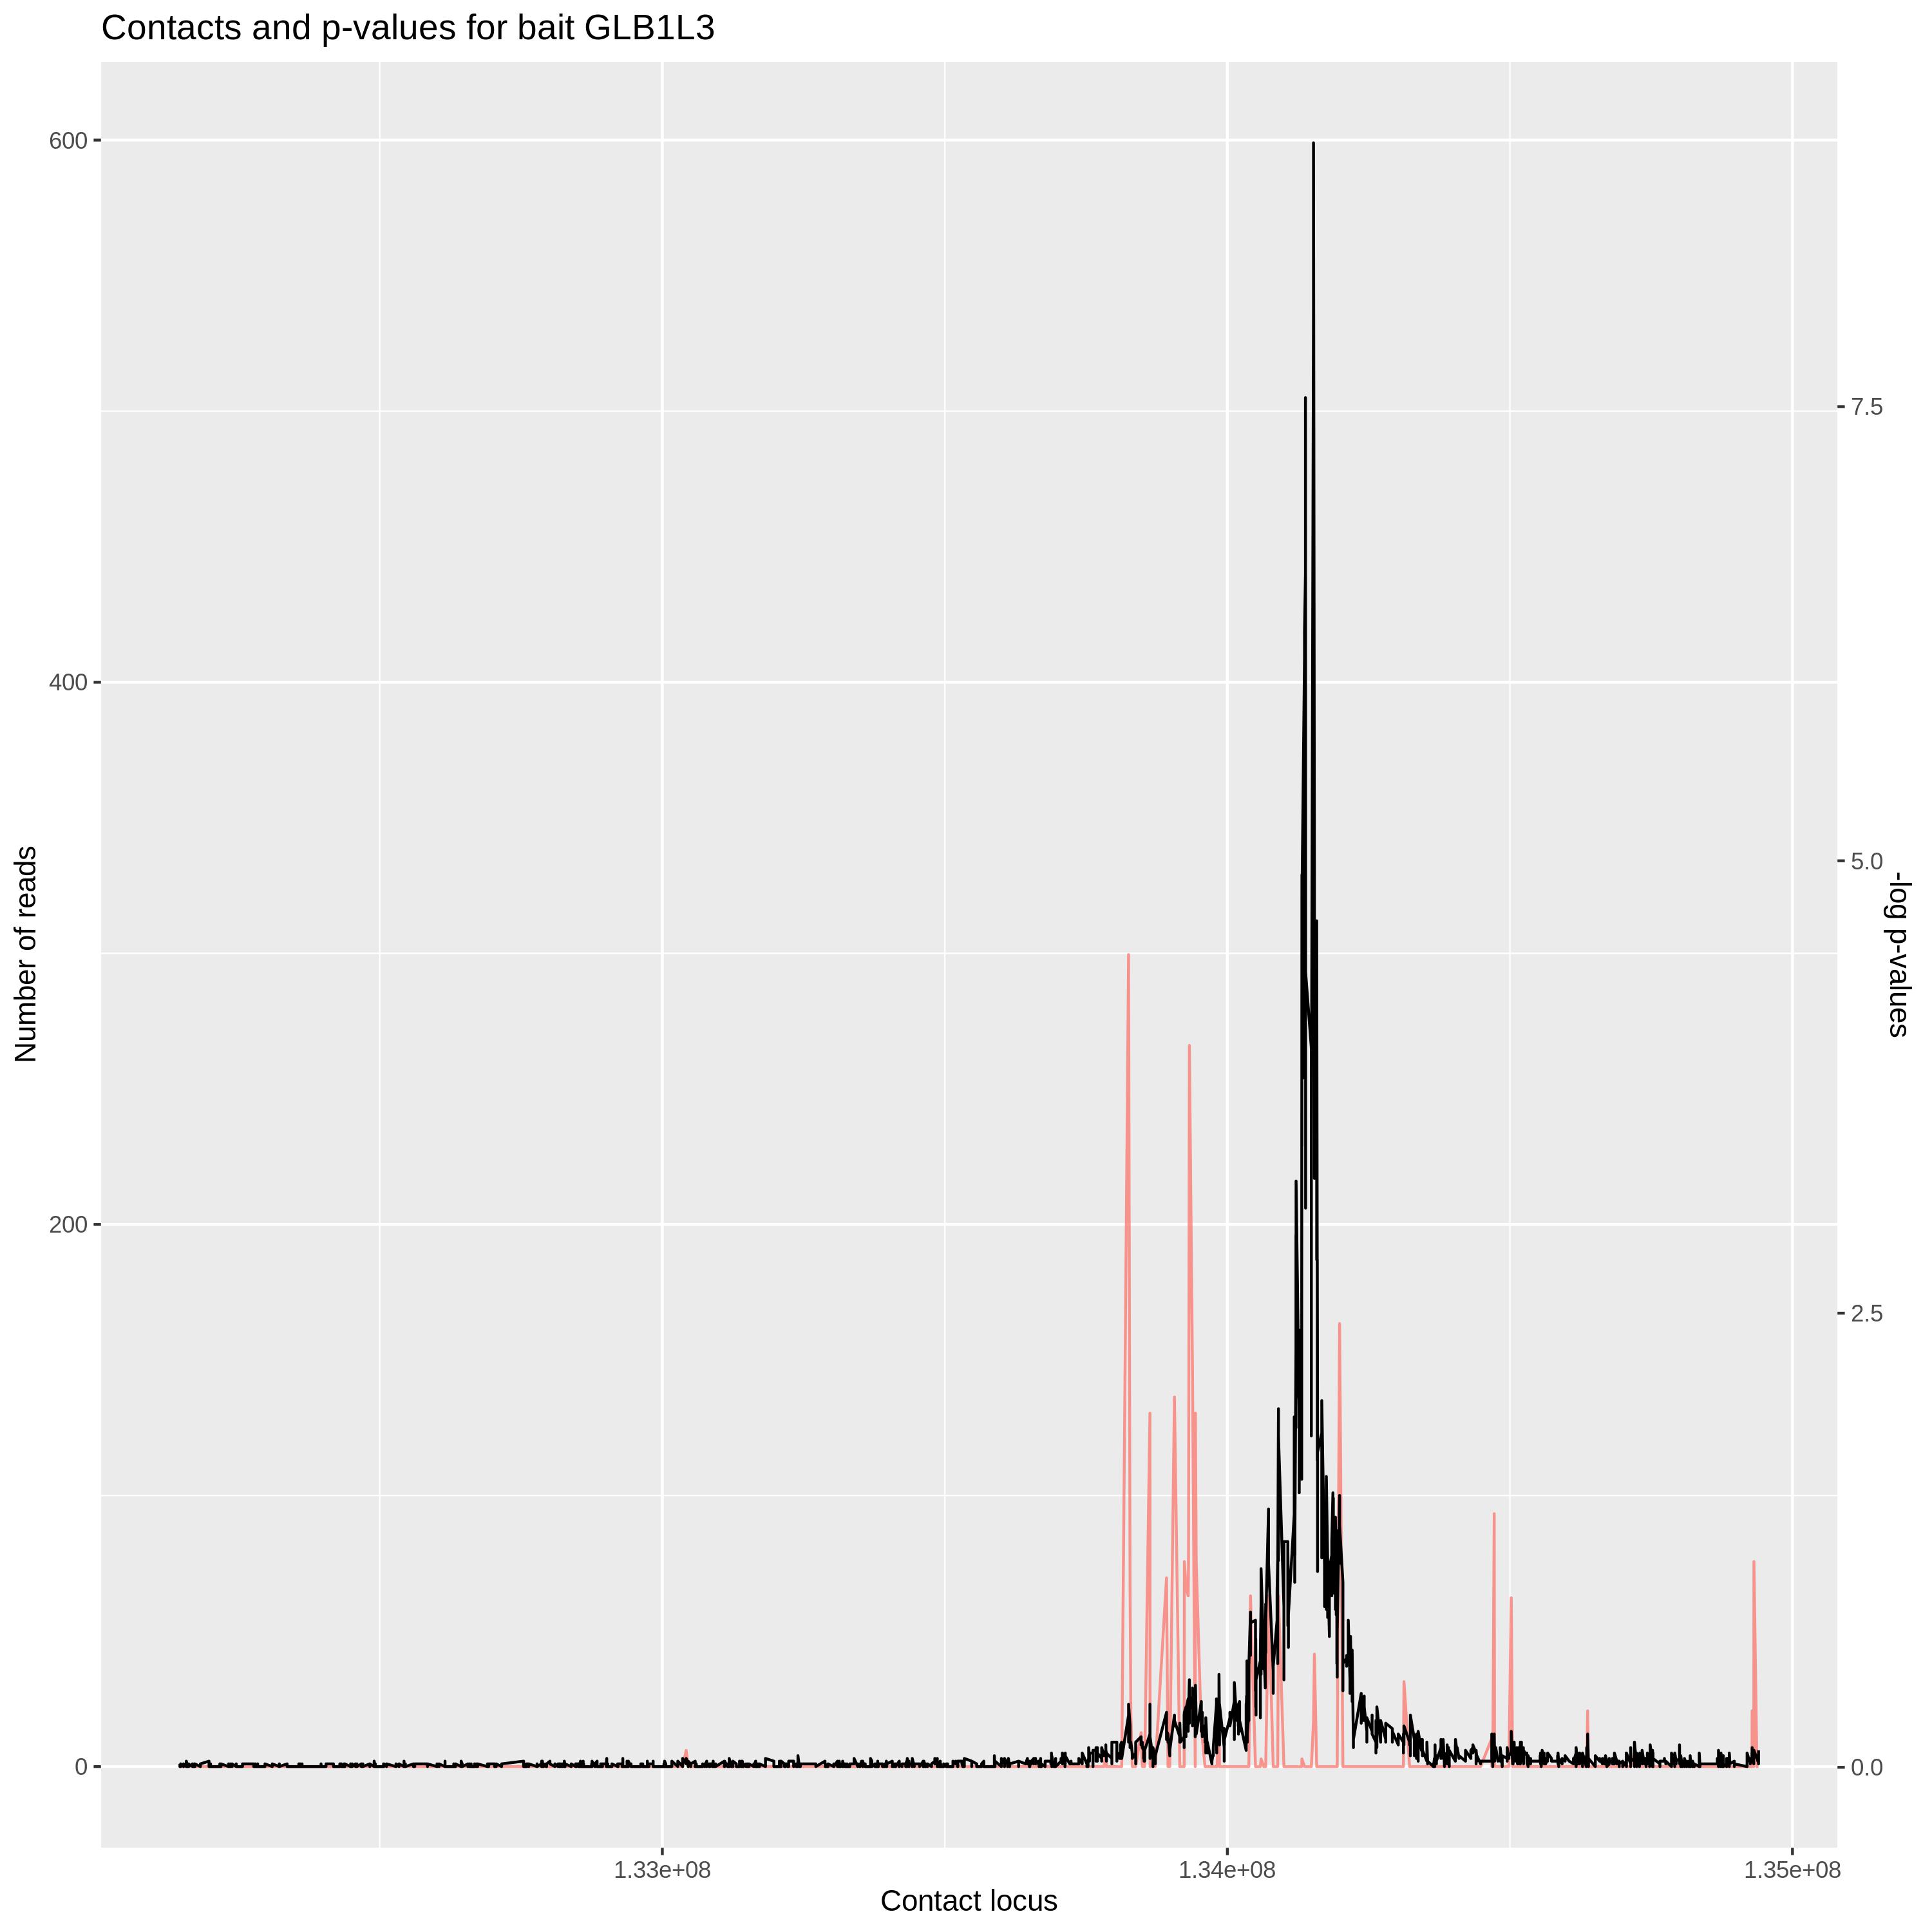 Contacts and p-values for bait GLB1L3
600
400
200
0
Number of reads
7.5
5.0
2.5
0.0
-log p-values
1.33e+08
1.34e+08
1.35e+08
Contact locus